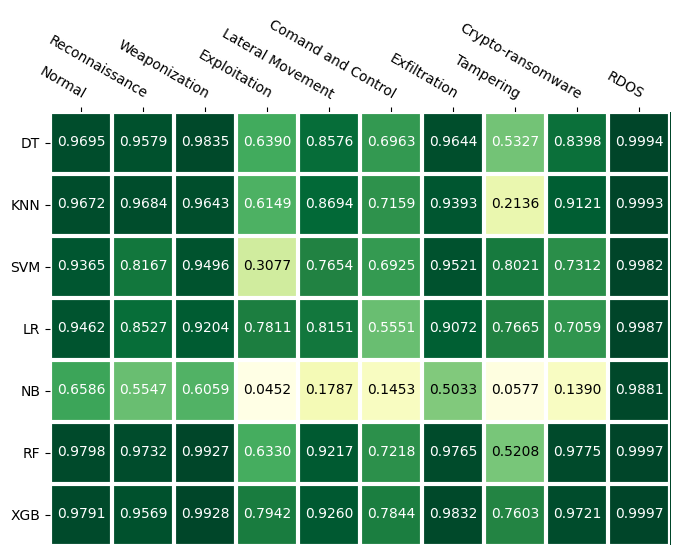 Normal
Reconnaissance
Weaponization
Exploitation
Lateral Movement
Comand and Control
Exfiltration
Tampering
Crypto-ransomware
RDOS
DT 0.9695 0.9579 0.9835 0.6390 0.8576 0.6963 0.9644 0.5327 0.8398 0.9994
KNN 0.9672 0.9684 0.9643 0.6149 0.8694 0.7159 0.9393 0.2136 0.9121 0.9993
SVM 0.9365 0.8167 0.9496 0.3077 0.7654 0.6925 0.9521 0.8021 0.7312 0.9982
LR 0.9462 0.8527 0.9204 0.7811 0.8151 0.5551 0.9072 0.7665 0.7059 0.9987
NB 0.6586 0.5547 0.6059 0.0452 0.1787 0.1453 0.5033 0.0577 0.1390 0.9881
RF 0.9798 0.9732 0.9927 0.6330 0.9217 0.7218 0.9765 0.5208 0.9775 0.9997
XGB 0.9791 0.9569 0.9928 0.7942 0.9260 0.7844 0.9832 0.7603 0.9721 0.9997